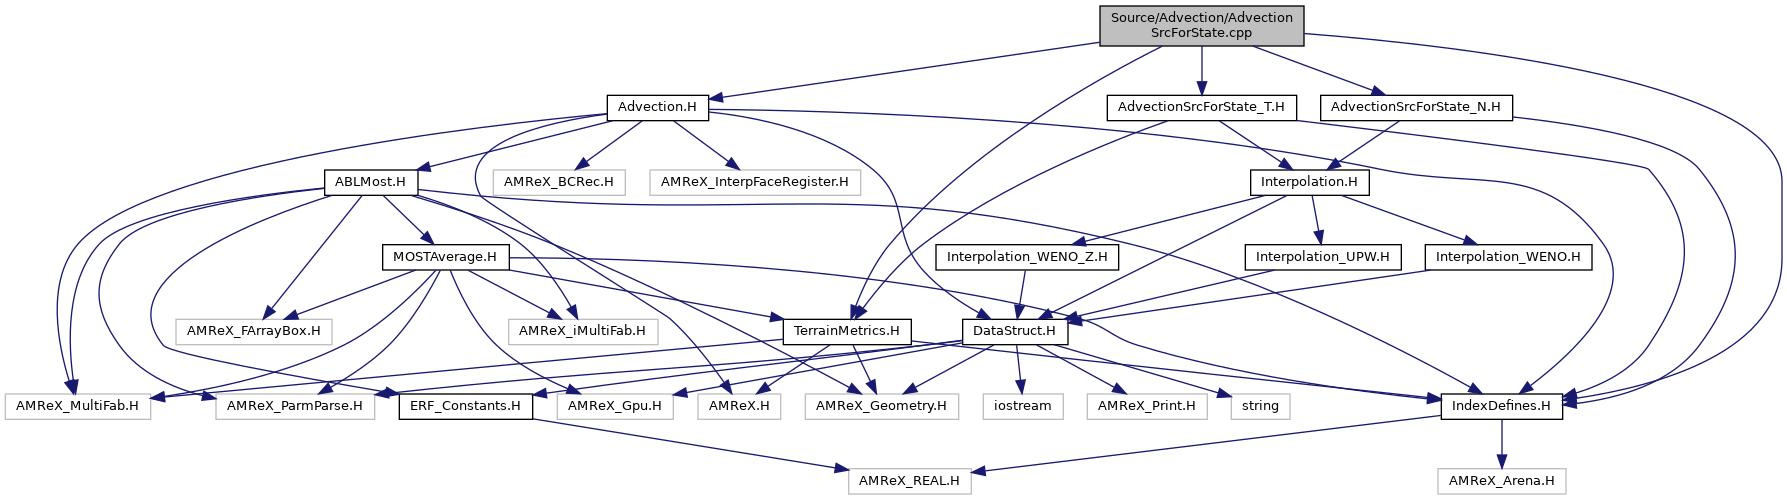 Source/Advection/Advection
SrcForState.cpp
Advection.H
AdvectionSrcForState_T.H
AdvectionSrcForState_N.H
ABLMost.H
AMReX_BCRec.H
AMReX_InterpFaceRegister.H
Interpolation.H
MOSTAverage.H
Interpolation_WENO_Z.H
Interpolation_UPW.H
Interpolation_WENO.H
AMReX_FArrayBox.H
AMReX_iMultiFab.H
TerrainMetrics.H
DataStruct.H
AMReX_MultiFab.H
AMReX_ParmParse.H
ERF_Constants.H
AMReX_Gpu.H
AMReX.H
AMReX_Geometry.H
iostream
AMReX_Print.H
string
IndexDefines.H
AMReX_REAL.H
AMReX_Arena.H